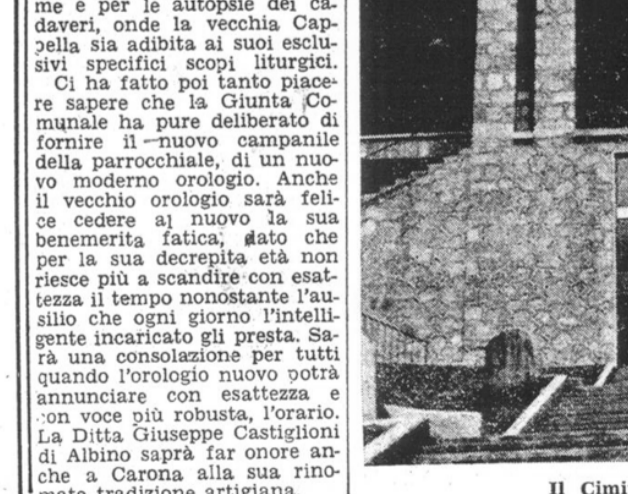 me e per le autopsie dei ca-
daveri, onde la vecchia Cap-
pella sia adibita ai suoi esclu-
sivi specifici scopi liturgici.
Ci ha fatto poi tanto piace-
re sapere che la Giunta Co-
munale ha pure deliberato di
fornire il nuovo campanile
della parrocchiale, di un nuo-
vo moderno orologio. Anche
il vecchio orologio sarà feli-
ce cedere al nuovo la sua
benemerita fatica, dato che
per la sua decrepita età non
riesce più a scandire con esat-
tezza il tempo nonostante l'au-
silio che ogni giorno l'intelli-
gente incaricato gli presta. Sa-
rà una consolazione per tutti
quando l'orologio nuovo potrà
annunciare con esattezza e
con voce più robusta, l'orario.
La Ditta Giuseppe Castiglioni
di Albino saprà far onore an-
che a Carona alla sua rino-
mata tradizione artigiana.
Il Cimi